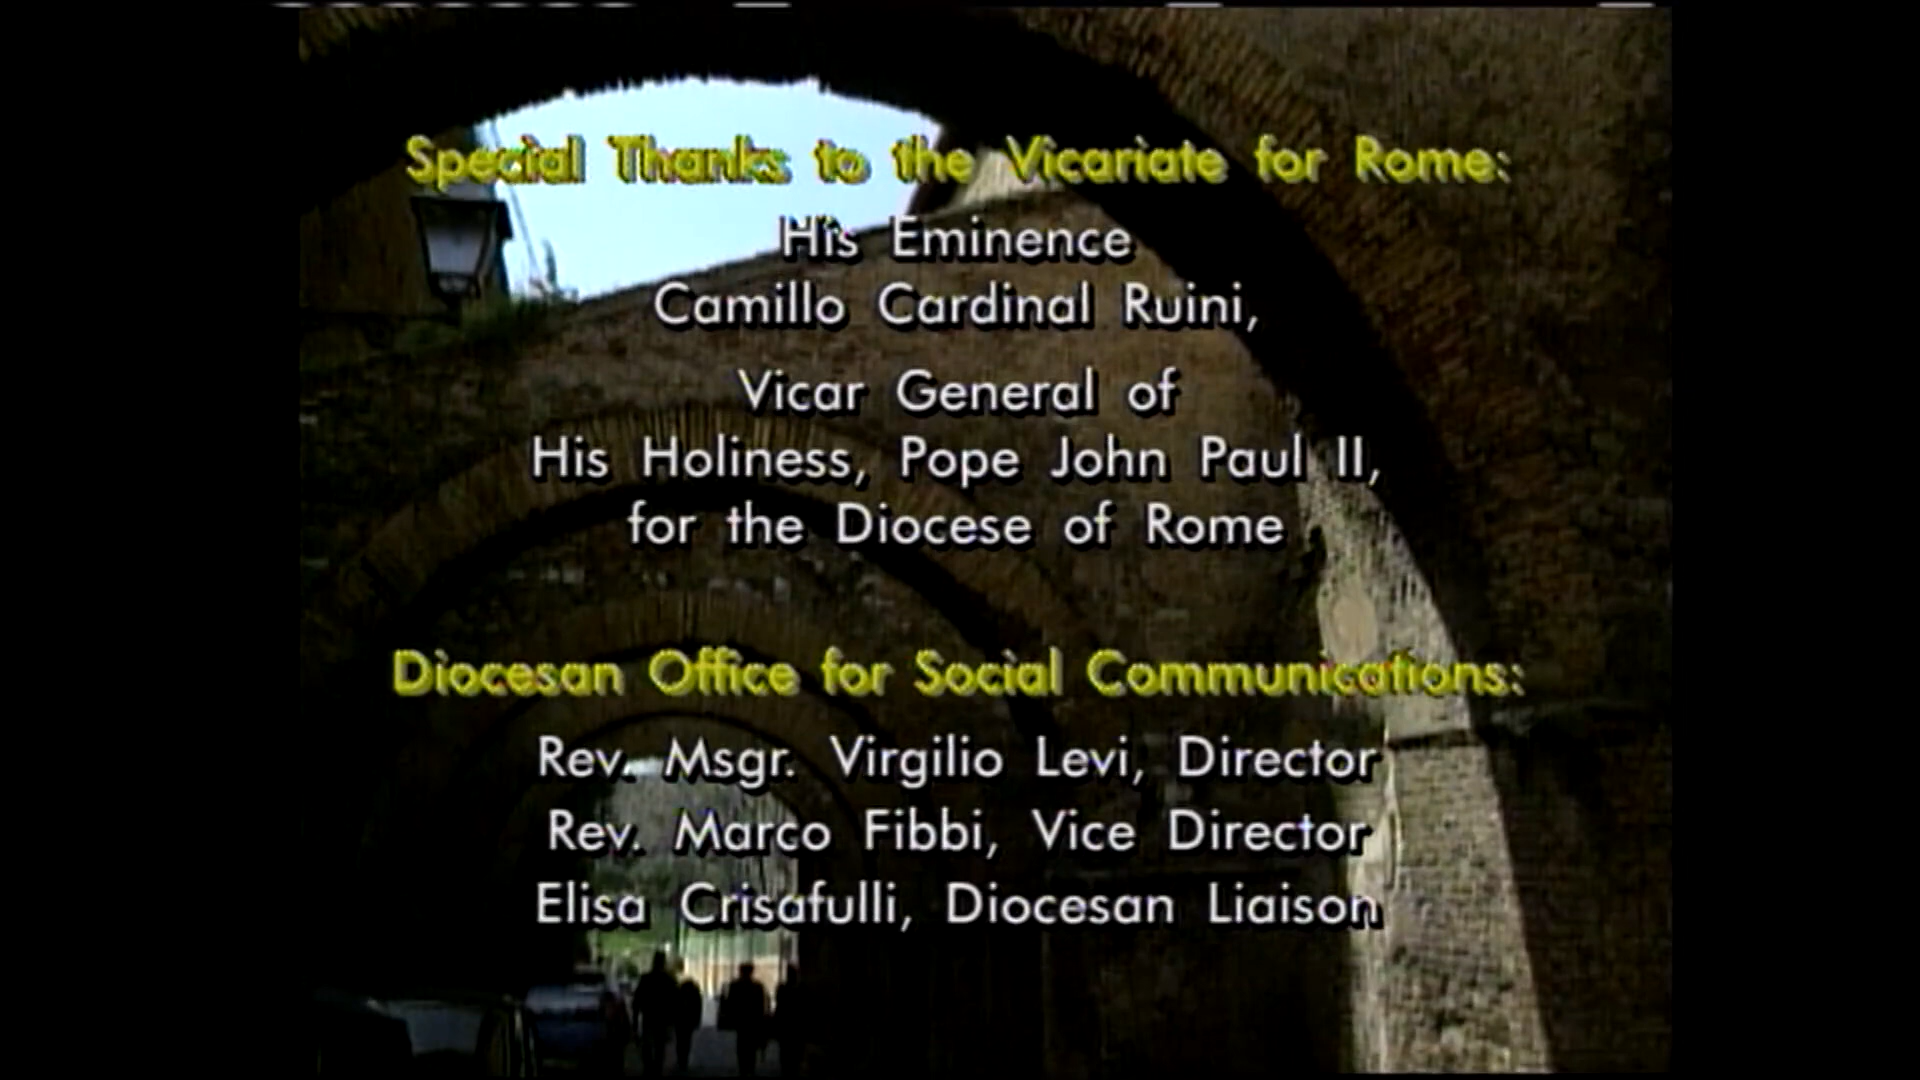 Special Thanks to the Vicariate for Rome:
His Eminence
Camillo Cardinal Ruini,
Vicar General of
His Holiness, Pope John Paul II,
for the Diocese of Rome
Diocesan Office for Social Communications:
Rev. Msgr. Virgilio Levi, Director
Rev. Marco Fibbi, Vice Director
Elisa Crisafulli, Diocesan Liaison